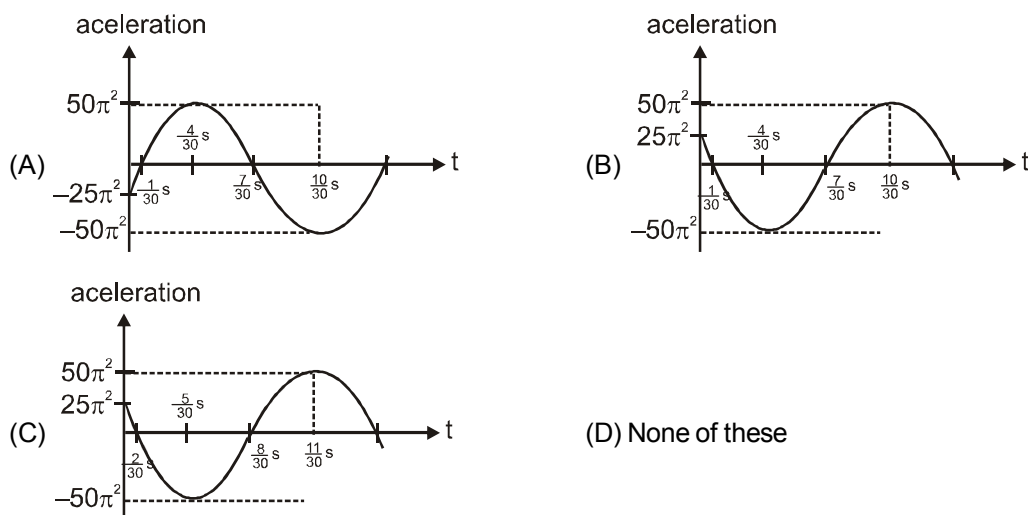 aceleration
50π²
4/30 s
(A)
t
1/30 s
7/30 s
10/30 s
−25π²
−50π²
aceleration
50π²
25π²
4/30 s
(B)
t
1/30 s
7/30 s
10/30 s
−50π²
aceleration
50π²
25π²
5/30 s
(C)
t
2/30 s
8/30 s
11/30 s
−50π²
(D) None of these